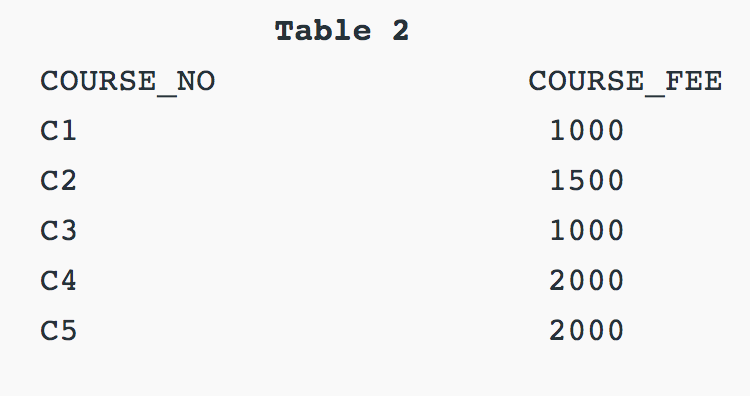 Table 2
COURSE_NO COURSE_FEE
C1 1000
C2 1500
C3 1000
C4 2000
C5 2000